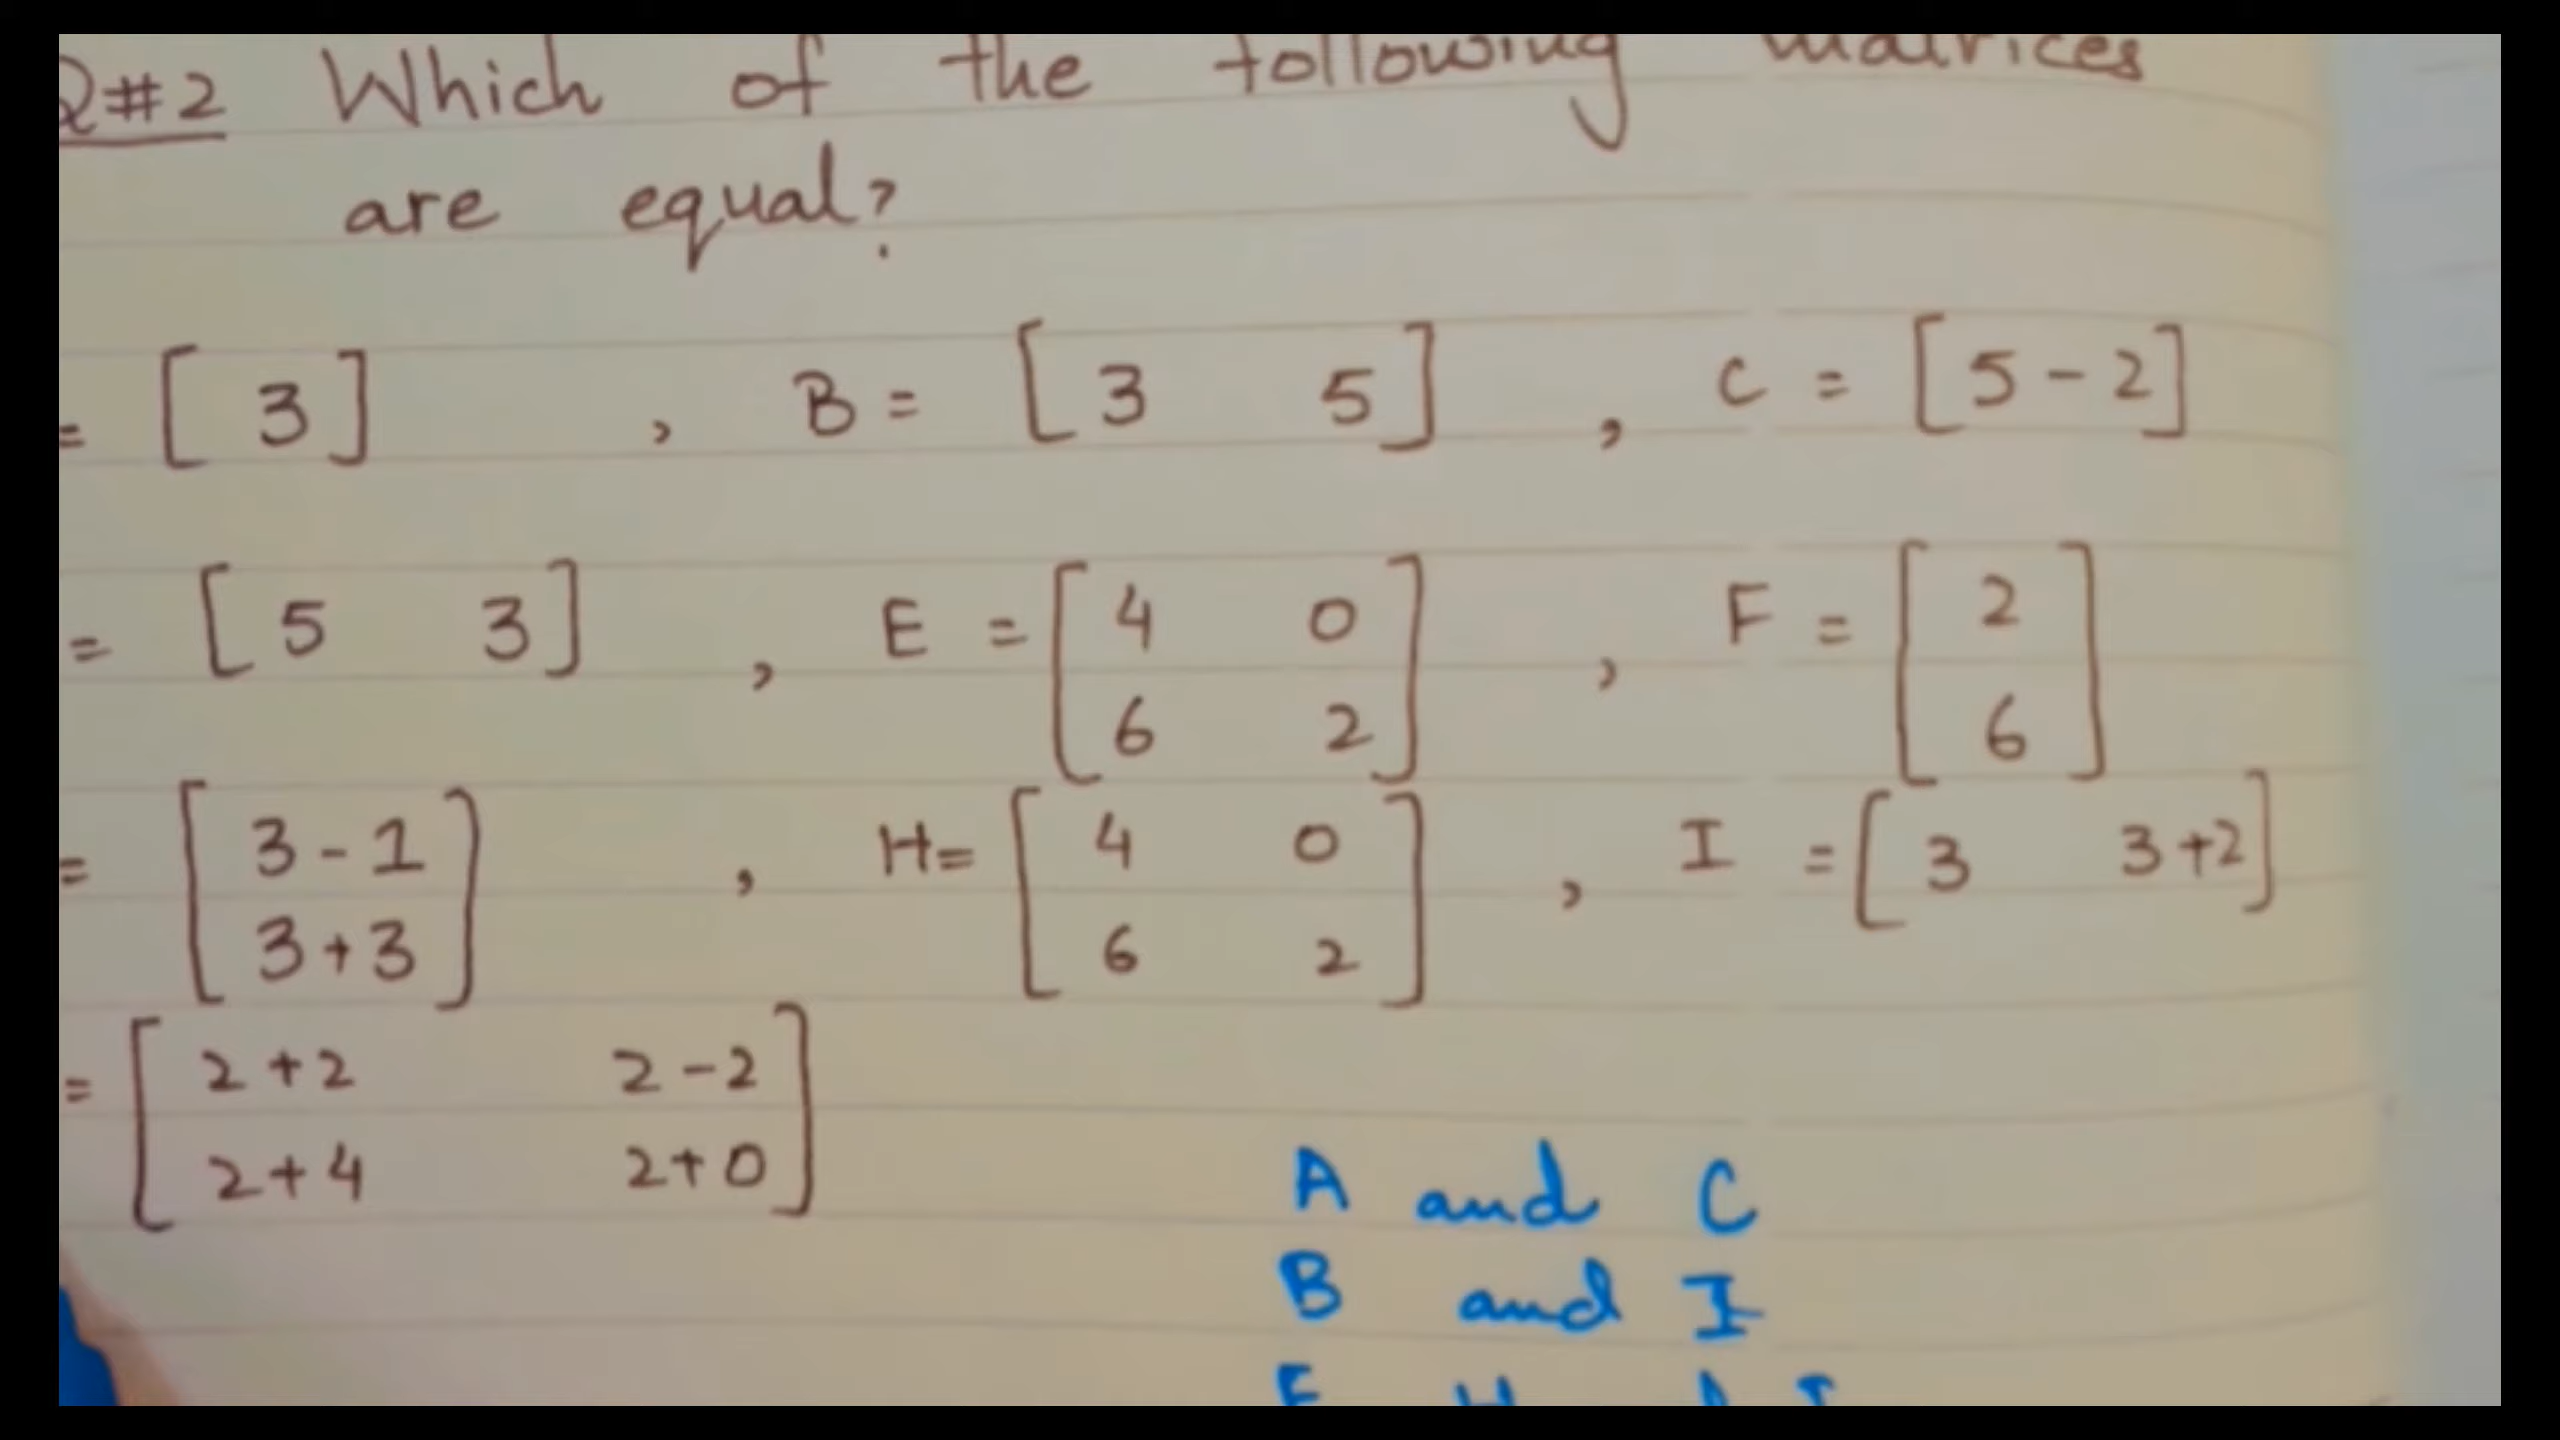 Q#2 Which of the following matrices
are equal?
= [ 3 ] , B = [ 3 5 ] , C = [ 5 - 2 ]
= [ 5 3 ] , E = [ 4 0 , F = [ 2
6 2 ] 6 ]
= [ 3 - 1 , H = [ 4 0 , I = [ 3 3 + 2 ]
3 + 3 ] 6 2 ]
= [ 2 + 2 2 - 2
2 + 4 2 + 0 ]
A and C
B and I